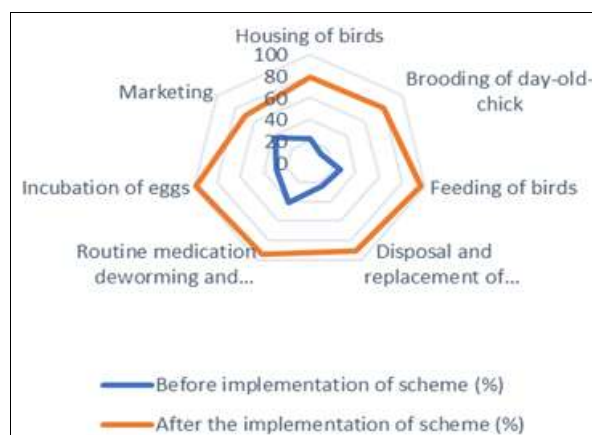 Housing of birds
100
80
60
40
20
0
Brooding of day-old-
chick
Feeding of birds
Disposal and
replacement of...
Routine medication
deworming and...
Incubation of eggs
Marketing
Before implementation of scheme (%)
After the implementation of scheme (%)